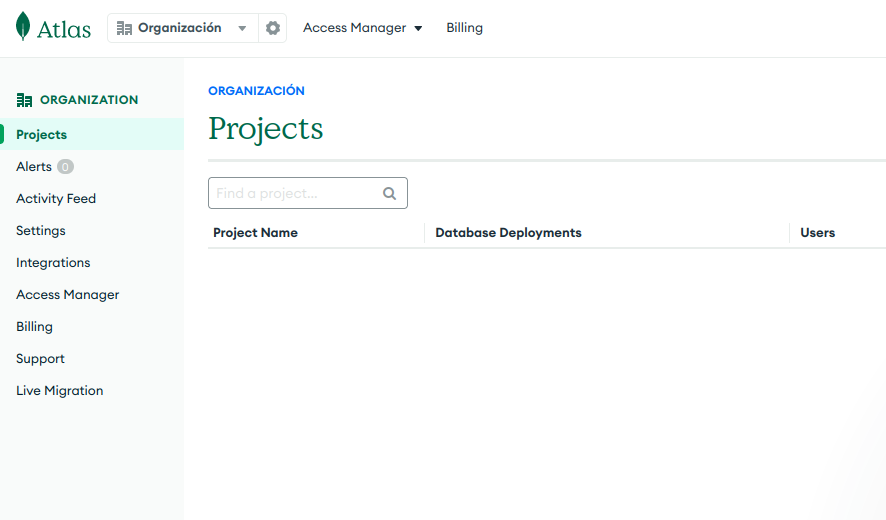 Atlas
Organización
Access Manager
Billing
ORGANIZATION
Projects
Alerts 0
Activity Feed
Settings
Integrations
Access Manager
Billing
Support
Live Migration
ORGANIZACIÓN
Projects
Find a project...
Project Name Database Deployments Users